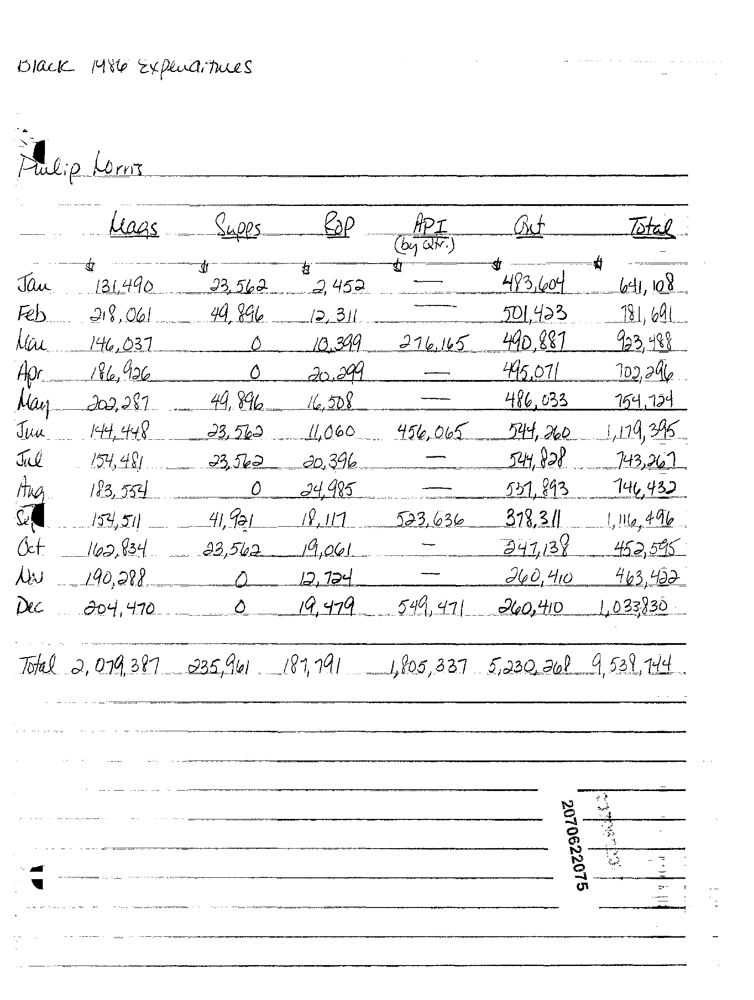 Black 1986 Expenditures
Philip Morris
Mags Supps ROP API Out Total
(by Qtr.)
$ $ $ $ $ $
Jan 131,490 23,562 2,452 — 483,604 641,108
Feb 218,061 49,896 12,311 — 501,423 781,691
Mar 146,037 0 10,399 276,165 490,887 923,488
Apr 186,926 0 20,299 — 495,071 702,296
May 202,287 49,896 16,508 — 486,033 754,724
Jun 144,448 23,562 11,060 456,065 544,260 1,179,395
Jul 154,481 23,562 20,396 — 544,828 743,267
Aug 183,554 0 24,985 — 537,893 746,432
Sep 154,511 41,921 18,117 523,636 378,311 1,116,496
Oct 162,834 23,562 19,061 — 247,138 452,595
Nov 190,288 0 12,724 — 260,410 463,422
Dec 204,470 0 19,479 549,471 260,410 1,033,830
Total 2,079,387 235,961 187,791 1,805,337 5,230,268 9,538,744
2070622075